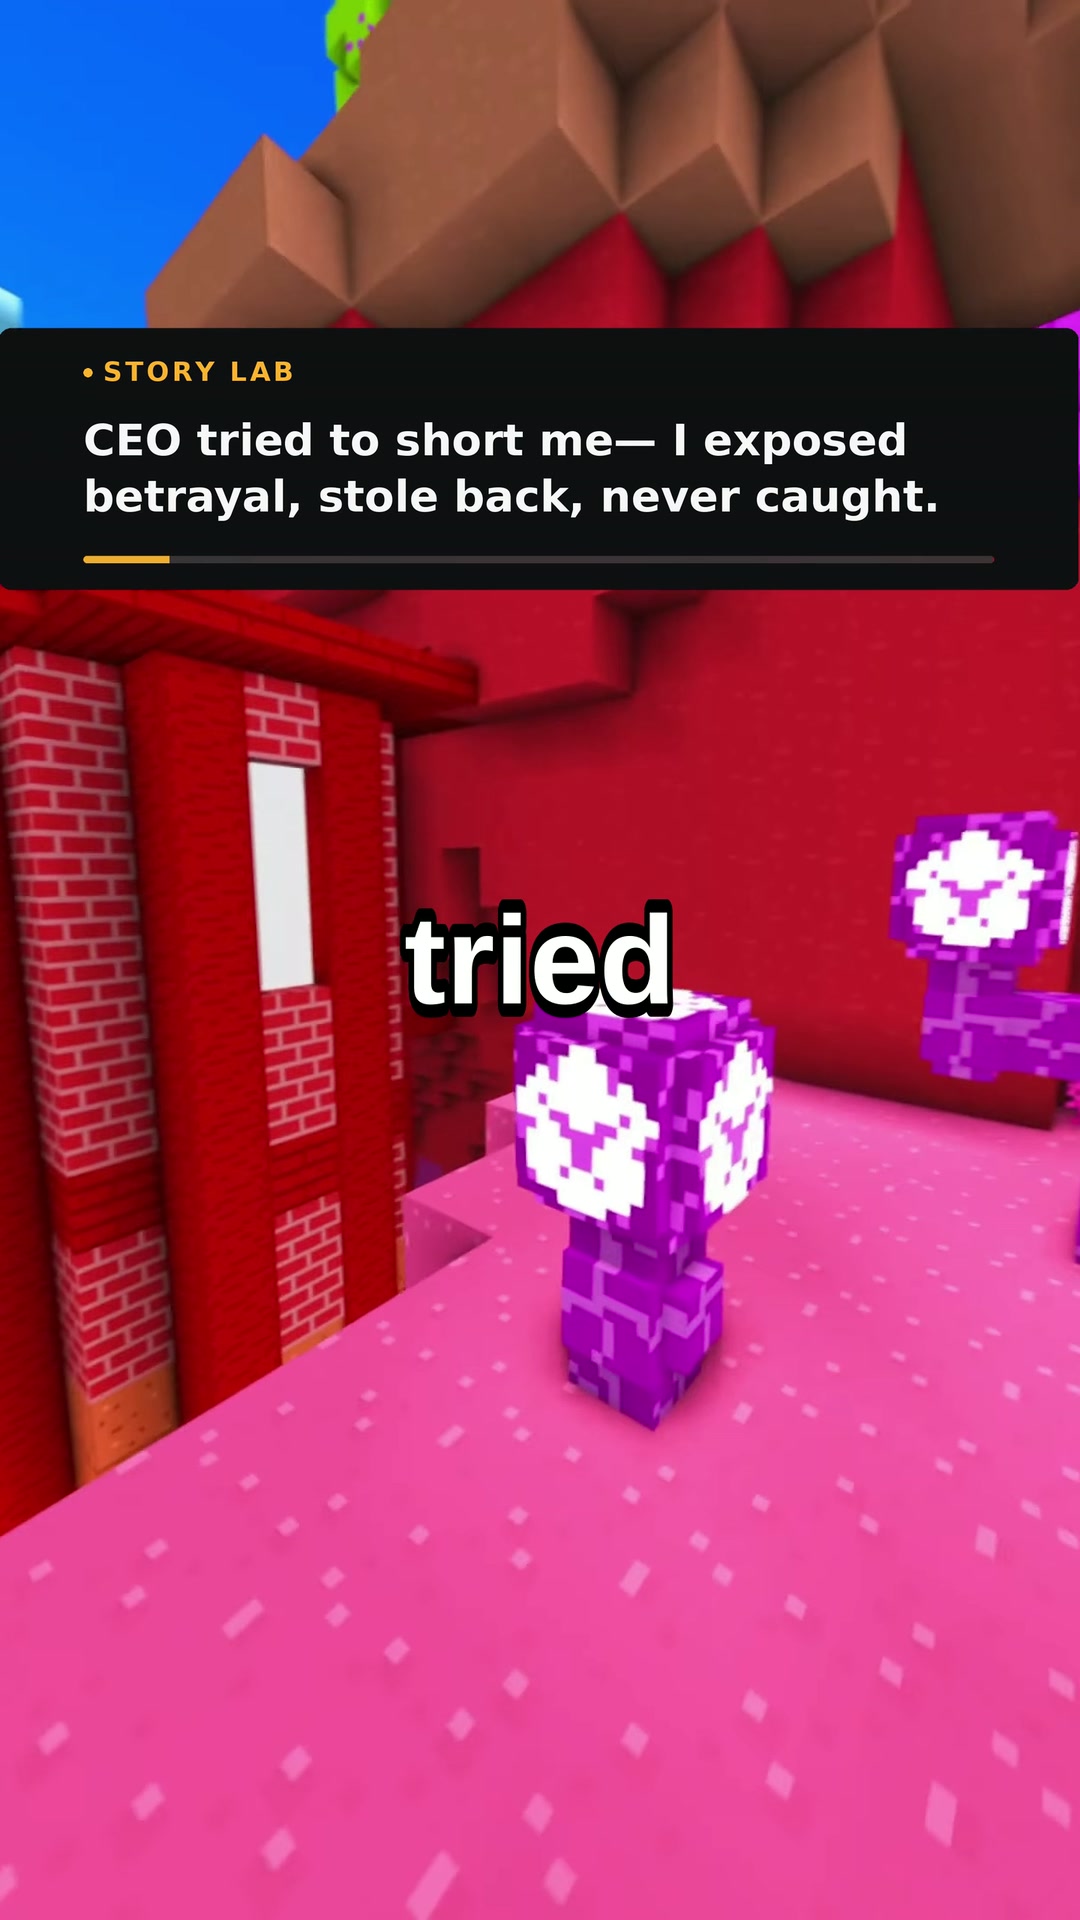 • STORY LAB
CEO tried to short me— I exposed
betrayal, stole back, never caught.
tried